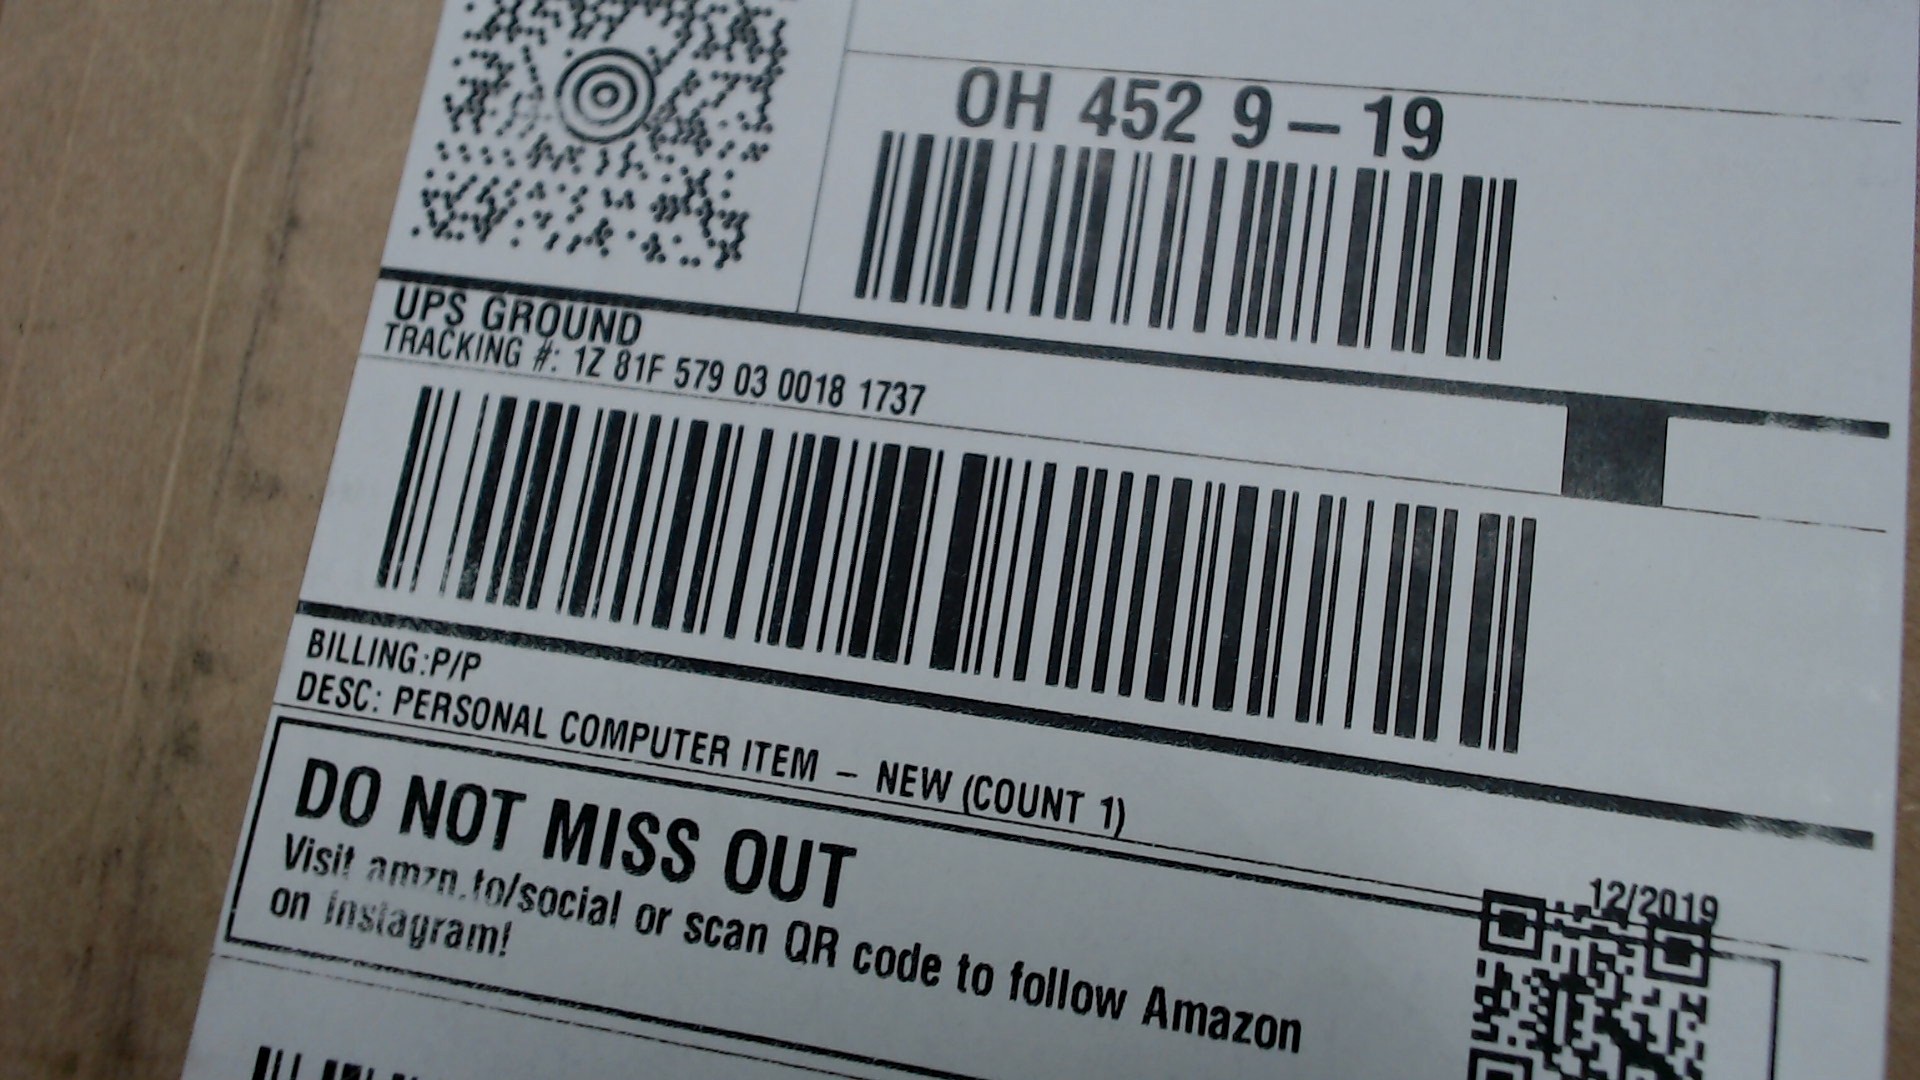 OH 452 9-19
UPS GROUND
TRACKING #: 1Z 81F 579 03 0018 1737
BILLING:P/P
DESC: PERSONAL COMPUTER ITEM - NEW (COUNT 1)
DO NOT MISS OUT
Visit amzn.to/social or scan QR code to follow Amazon
on Instagram!
12/2019